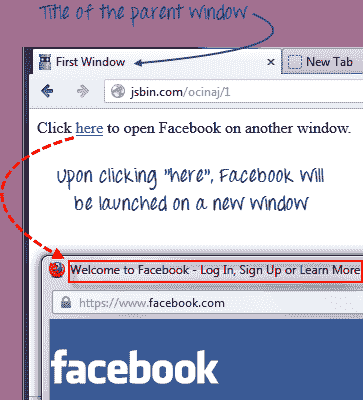 Title of the parent window
First Window
New Tab
jsbin.com/ocinaj/1
Click here to open Facebook on another window.
Upon clicking "here", Facebook will
be launched on a new window
Welcome to Facebook - Log In, Sign Up or Learn More
https://www.facebook.com
facebook